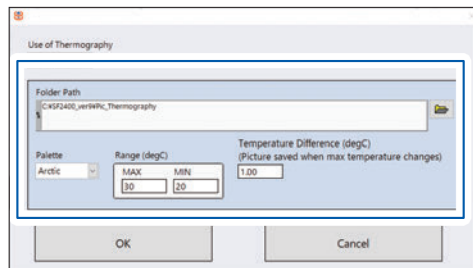 Use of Thermography
Folder Path
C:¥SF2400_ver9¥Pic_Thermography
Palette
Range (degC)
Temperature Difference (degC)
(Picture saved when max temperature changes)
Arctic
MAX
MIN
1.00
30
20
OK
Cancel